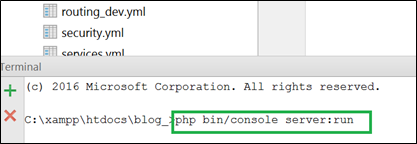 routing_dev.yml
security.yml
services.yml
Terminal
(c) 2016 Microsoft Corporation. All rights reserved.
C:\xampp\htdocs\blog_>php bin/console server:run